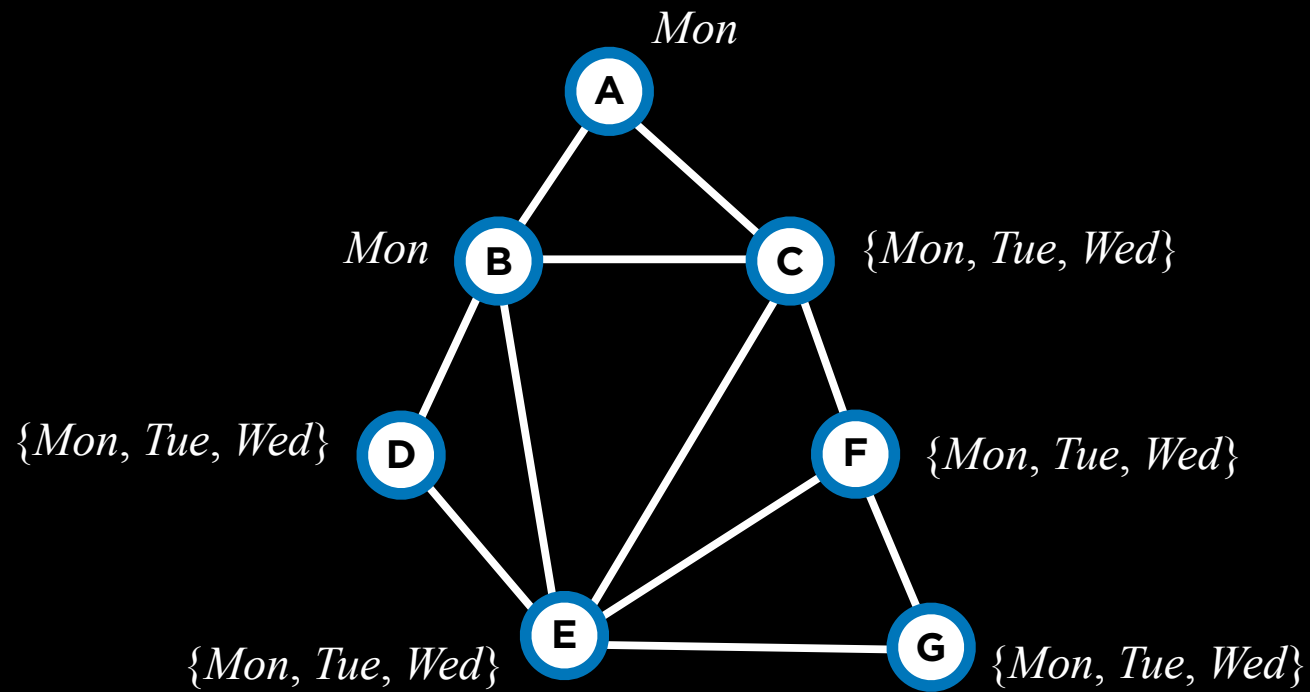 Mon
A
Mon
B
C
{Mon, Tue, Wed}
{Mon, Tue, Wed}
D
F
{Mon, Tue, Wed}
E
{Mon, Tue, Wed}
G
{Mon, Tue, Wed}